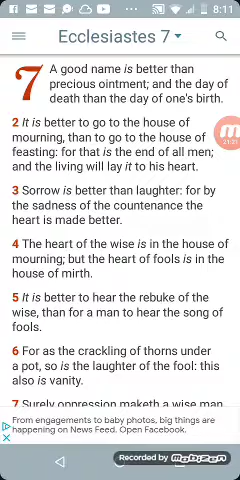 8:11
Ecclesiastes 7
7 A good name is better than
precious ointment; and the day of
death than the day of one's birth.
2 It is better to go to the house of
mourning, than to go to the house of
feasting: for that is the end of all men;
and the living will lay it to his heart.
21:21
3 Sorrow is better than laughter: for by
the sadness of the countenance the
heart is made better.
4 The heart of the wise is in the house of
mourning; but the heart of fools is in the
house of mirth.
5 It is better to hear the rebuke of the
wise, than for a man to hear the song of
fools.
6 For as the crackling of thorns under
a pot, so is the laughter of the fool: this
also is vanity.
7 Surely oppression maketh a wise man
From engagements to baby photos, big things are
happening on News Feed. Open Facebook.
Recorded by MOBIZEN